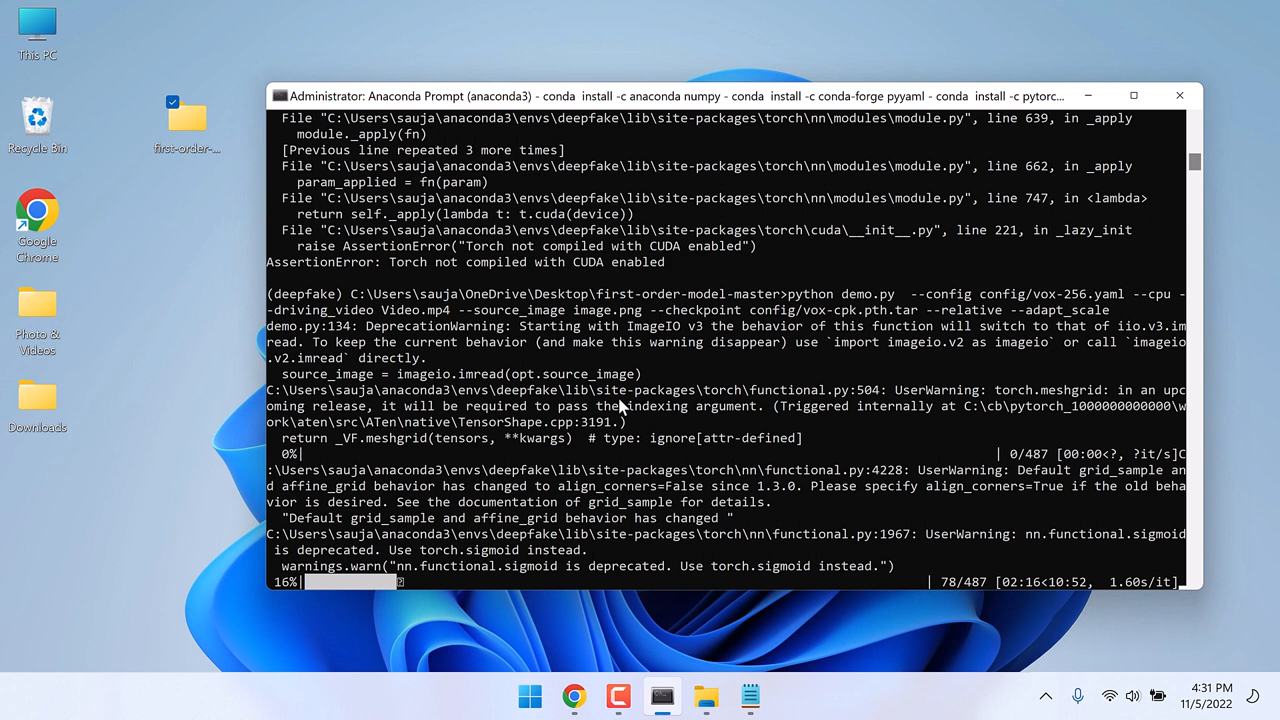 This PC
Recycle Bin
Google
Chrome
Photo &
Videos
Downloads
first-order-...
Administrator: Anaconda Prompt (anaconda3) - conda  install -c anaconda numpy - conda  install -c conda-forge pyyaml - conda  install -c pytorc...
File "C:\Users\sauja\anaconda3\envs\deepfake\lib\site-packages\torch\nn\modules\module.py", line 639, in _apply
module._apply(fn)
[Previous line repeated 3 more times]
File "C:\Users\sauja\anaconda3\envs\deepfake\lib\site-packages\torch\nn\modules\module.py", line 662, in _apply
param_applied = fn(param)
File "C:\Users\sauja\anaconda3\envs\deepfake\lib\site-packages\torch\nn\modules\module.py", line 747, in <lambda>
return self._apply(lambda t: t.cuda(device))
File "C:\Users\sauja\anaconda3\envs\deepfake\lib\site-packages\torch\cuda\__init__.py", line 221, in _lazy_init
raise AssertionError("Torch not compiled with CUDA enabled")
AssertionError: Torch not compiled with CUDA enabled
(deepfake) C:\Users\sauja\OneDrive\Desktop\first-order-model-master>python demo.py  --config config/vox-256.yaml --cpu -
-driving_video Video.mp4 --source_image image.png --checkpoint config/vox-cpk.pth.tar --relative --adapt_scale
demo.py:134: DeprecationWarning: Starting with ImageIO v3 the behavior of this function will switch to that of iio.v3.im
read. To keep the current behavior (and make this warning disappear) use `import imageio.v2 as imageio` or call `imageio
.v2.imread` directly.
source_image = imageio.imread(opt.source_image)
C:\Users\sauja\anaconda3\envs\deepfake\lib\site-packages\torch\functional.py:504: UserWarning: torch.meshgrid: in an upc
oming release, it will be required to pass the indexing argument. (Triggered internally at C:\cb\pytorch_1000000000000\w
ork\aten\src\ATen\native\TensorShape.cpp:3191.)
return _VF.meshgrid(tensors, **kwargs)  # type: ignore[attr-defined]
0%| | 0/487 [00:00<?, ?it/s]C
:\Users\sauja\anaconda3\envs\deepfake\lib\site-packages\torch\nn\functional.py:4228: UserWarning: Default grid_sample an
d affine_grid behavior has changed to align_corners=False since 1.3.0. Please specify align_corners=True if the old beha
vior is desired. See the documentation of grid_sample for details.
"Default grid_sample and affine_grid behavior has changed "
C:\Users\sauja\anaconda3\envs\deepfake\lib\site-packages\torch\nn\functional.py:1967: UserWarning: nn.functional.sigmoid
is deprecated. Use torch.sigmoid instead.
warnings.warn("nn.functional.sigmoid is deprecated. Use torch.sigmoid instead.")
16%| | 78/487 [02:16<10:52,  1.60s/it]
4:31 PM
11/5/2022